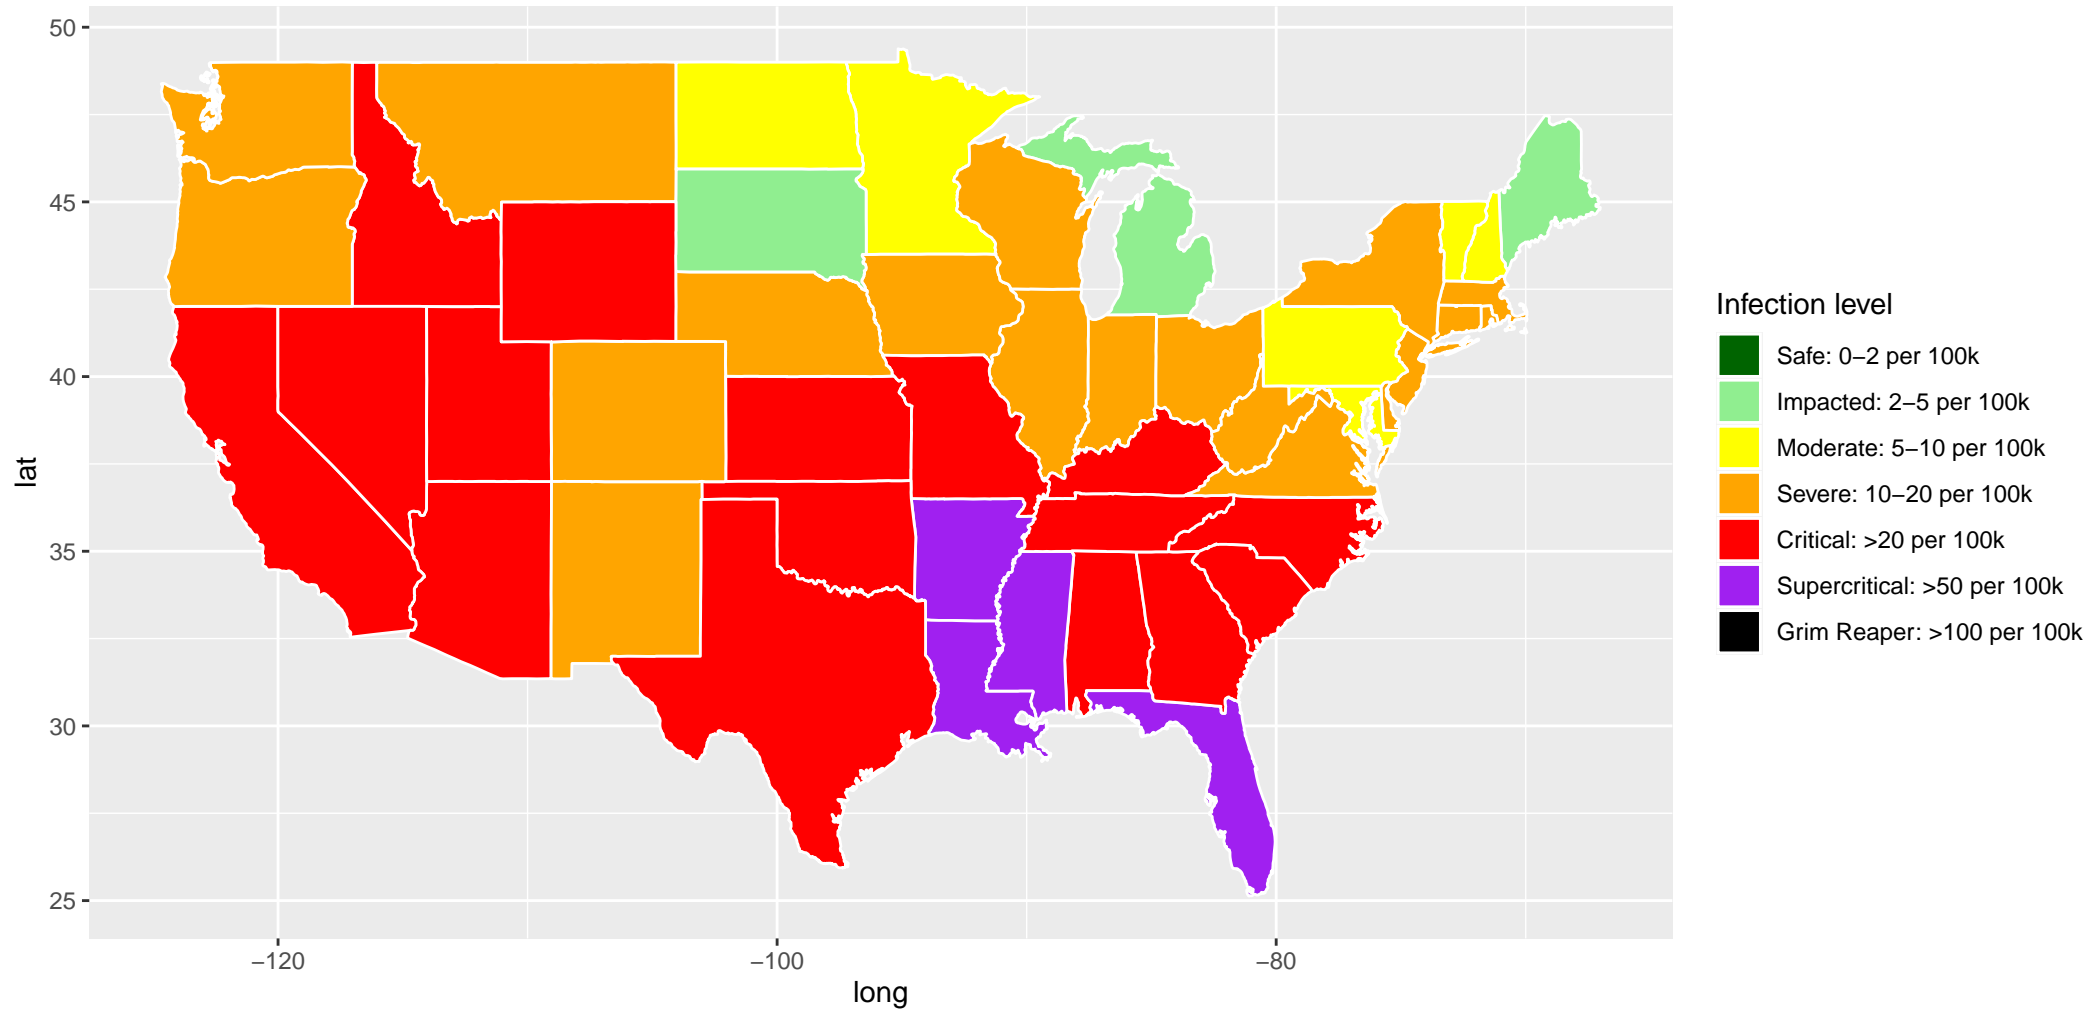 50
45
40
35
30
25
lat
−120
−100
−80
long
Infection level
Safe: 0−2 per 100k
Impacted: 2−5 per 100k
Moderate: 5−10 per 100k
Severe: 10−20 per 100k
Critical: >20 per 100k
Supercritical: >50 per 100k
Grim Reaper: >100 per 100k